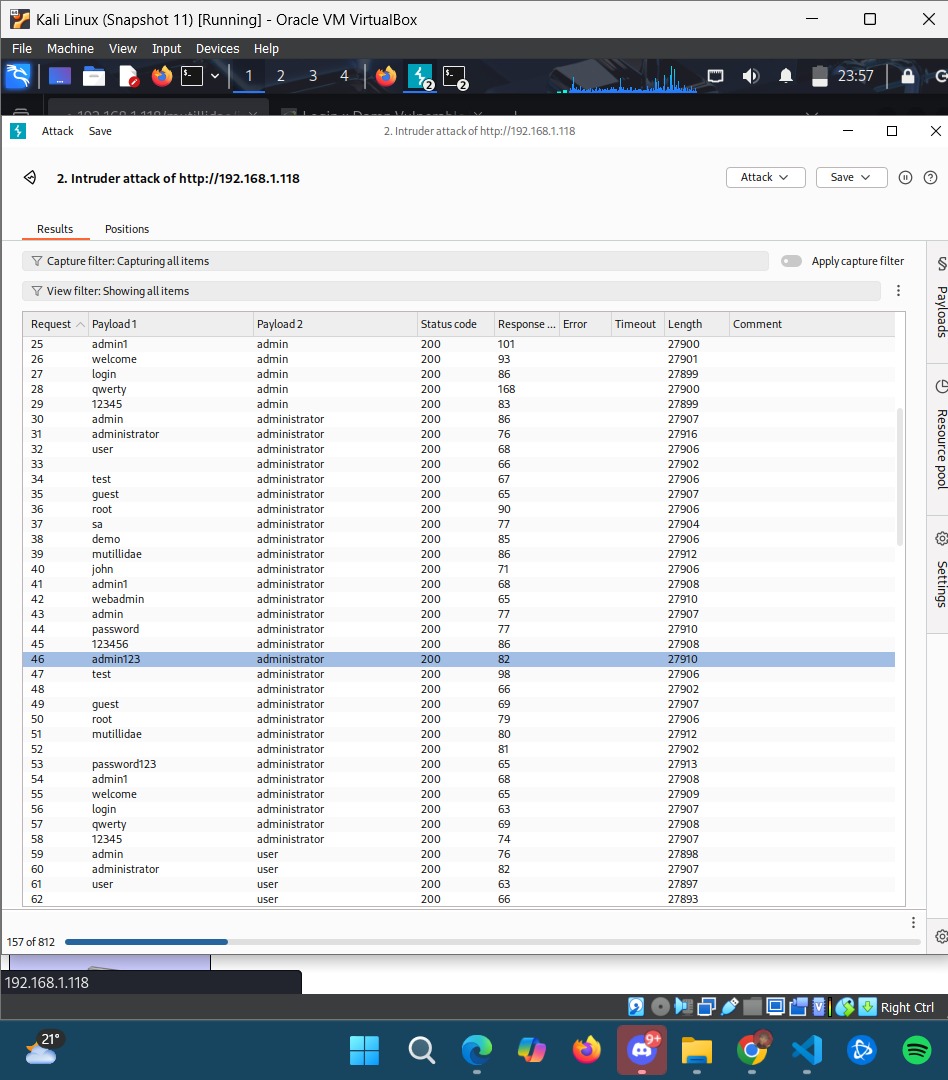 Kali Linux (Snapshot 11) [Running] - Oracle VM VirtualBox
File Machine View Input Devices Help
1 2 3 4 2 2 23:57
Attack Save 2. Intruder attack of http://192.168.1.118
2. Intruder attack of http://192.168.1.118 Attack Save
Results Positions
Capture filter: Capturing all items Apply capture filter
View filter: Showing all items
Payloads
Resource pool
Settings
Request Payload 1 Payload 2 Status code Response ... Error Timeout Length Comment
25 admin1 admin 200 101 27900
26 welcome admin 200 93 27901
27 login admin 200 86 27899
28 qwerty admin 200 168 27900
29 12345 admin 200 83 27899
30 admin administrator 200 86 27907
31 administrator administrator 200 76 27916
32 user administrator 200 68 27906
33 administrator 200 66 27902
34 test administrator 200 67 27906
35 guest administrator 200 65 27907
36 root administrator 200 90 27906
37 sa administrator 200 77 27904
38 demo administrator 200 85 27906
39 mutillidae administrator 200 86 27912
40 john administrator 200 71 27906
41 admin1 administrator 200 68 27908
42 webadmin administrator 200 65 27910
43 admin administrator 200 77 27907
44 password administrator 200 77 27910
45 123456 administrator 200 86 27908
46 admin123 administrator 200 82 27910
47 test administrator 200 98 27906
48 administrator 200 66 27902
49 guest administrator 200 69 27907
50 root administrator 200 79 27906
51 mutillidae administrator 200 80 27912
52 administrator 200 81 27902
53 password123 administrator 200 65 27913
54 admin1 administrator 200 68 27908
55 welcome administrator 200 65 27909
56 login administrator 200 63 27907
57 qwerty administrator 200 69 27908
58 12345 administrator 200 74 27907
59 admin user 200 76 27898
60 administrator user 200 82 27907
61 user user 200 63 27897
62 user 200 66 27893
157 of 812
192.168.1.118
Right Ctrl
21° 9+